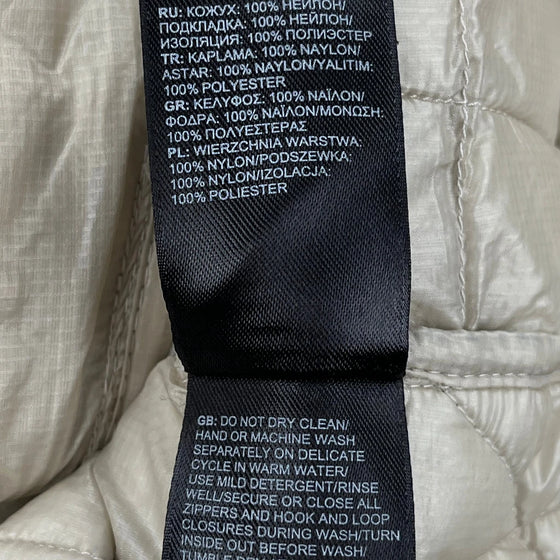 RU: КОЖУХ: 100% НЕЙЛОН/
ПОДКЛАДКА: 100% НЕЙЛОН/
ИЗОЛЯЦИЯ: 100% ПОЛИЭСТЕР
TR: KAPLAMA: 100% NAYLON/
ASTAR: 100% NAYLON/YALITIM:
100% POLYESTER
GR: ΚΕΛΥΦΟΣ: 100% ΝΑΪΛΟΝ/
ΦΟΔΡΑ: 100% ΝΑΪΛΟΝ/ΜΟΝΩΣΗ:
100% ΠΟΛΥΕΣΤΕΡΑΣ
PL: WIERZCHNIA WARSTWA:
100% NYLON/PODSZEWKA:
100% NYLON/IZOLACJA:
100% POLIESTER
GB: DO NOT DRY CLEAN/
HAND OR MACHINE WASH
SEPARATELY ON DELICATE
CYCLE IN WARM WATER/
USE MILD DETERGENT/RINSE
WELL/SECURE OR CLOSE ALL
ZIPPERS AND HOOK AND LOOP
CLOSURES DURING WASH/TURN
INSIDE OUT BEFORE WASH/